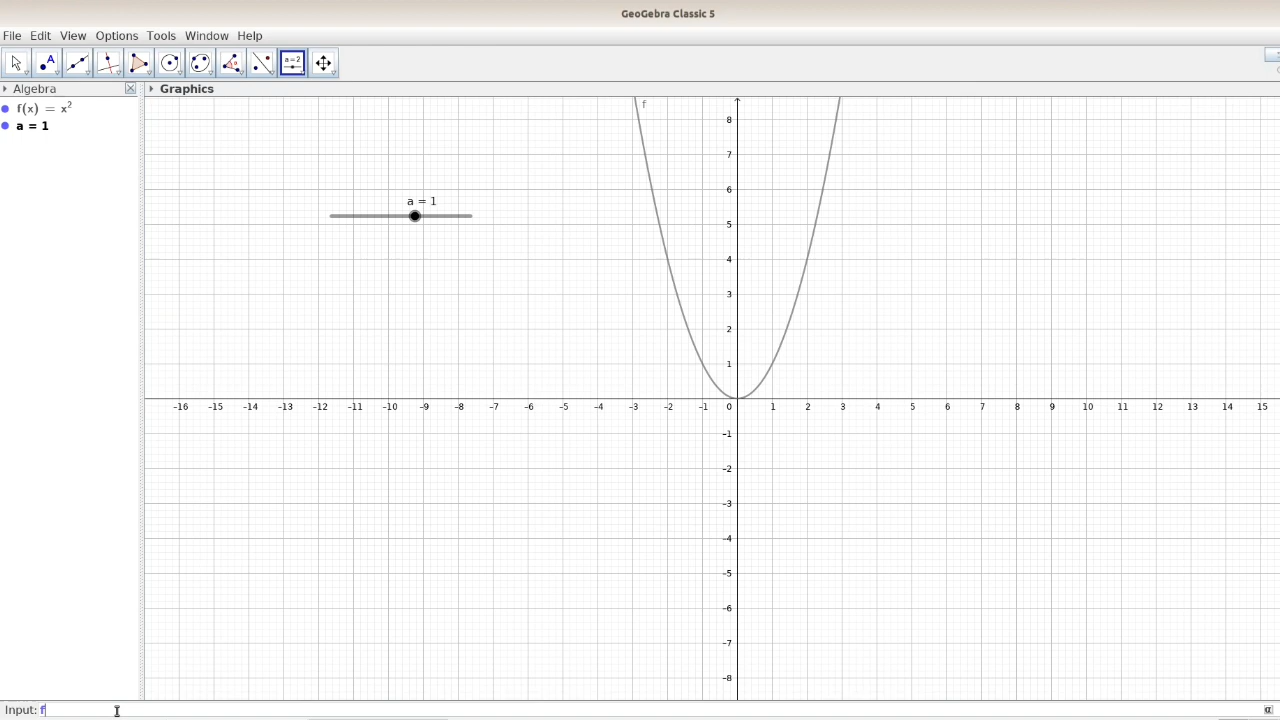 GeoGebra Classic 5
File Edit View Options Tools Window Help
A a = 2
Algebra
Graphics
f(x) = x²
a = 1
f
a = 1
8
7
6
5
4
3
2
1
-16 -15 -14 -13 -12 -11 -10 -9 -8 -7 -6 -5 -4 -3 -2 -1 0 1 2 3 4 5 6 7 8 9 10 11 12 13 14 15
-1
-2
-3
-4
-5
-6
-7
-8
Input: f
α